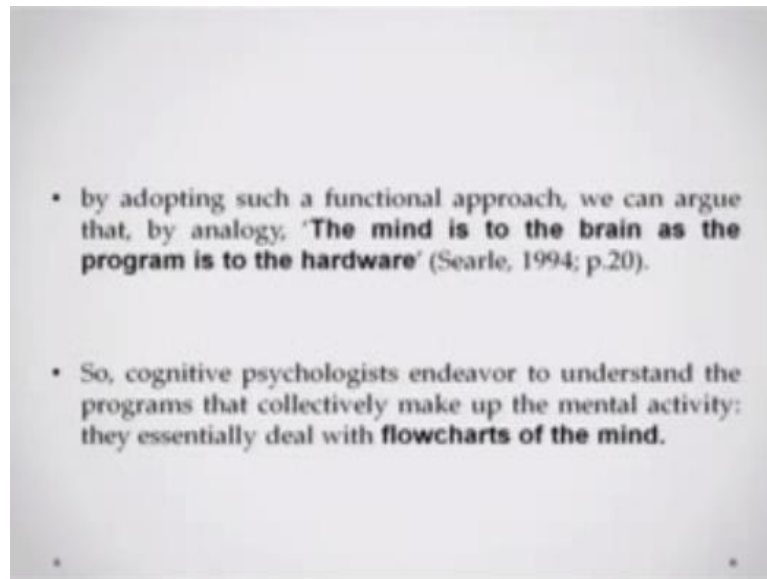 • by adopting such a functional approach, we can argue
that, by analogy, 'The mind is to the brain as the
program is to the hardware' (Searle, 1994; p.20).
• So, cognitive psychologists endeavor to understand the
programs that collectively make up the mental activity:
they essentially deal with flowcharts of the mind.